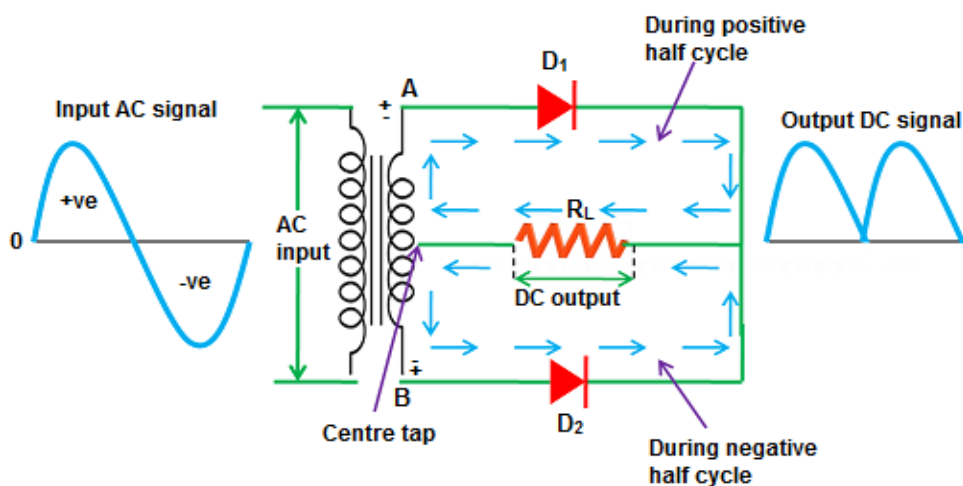 During positive
half cycle
Input AC signal
A
D₁
Output DC signal
+
-
+ve
0
AC
input
R_L
-ve
DC output
-
+
B
Centre tap
D₂
During negative
half cycle